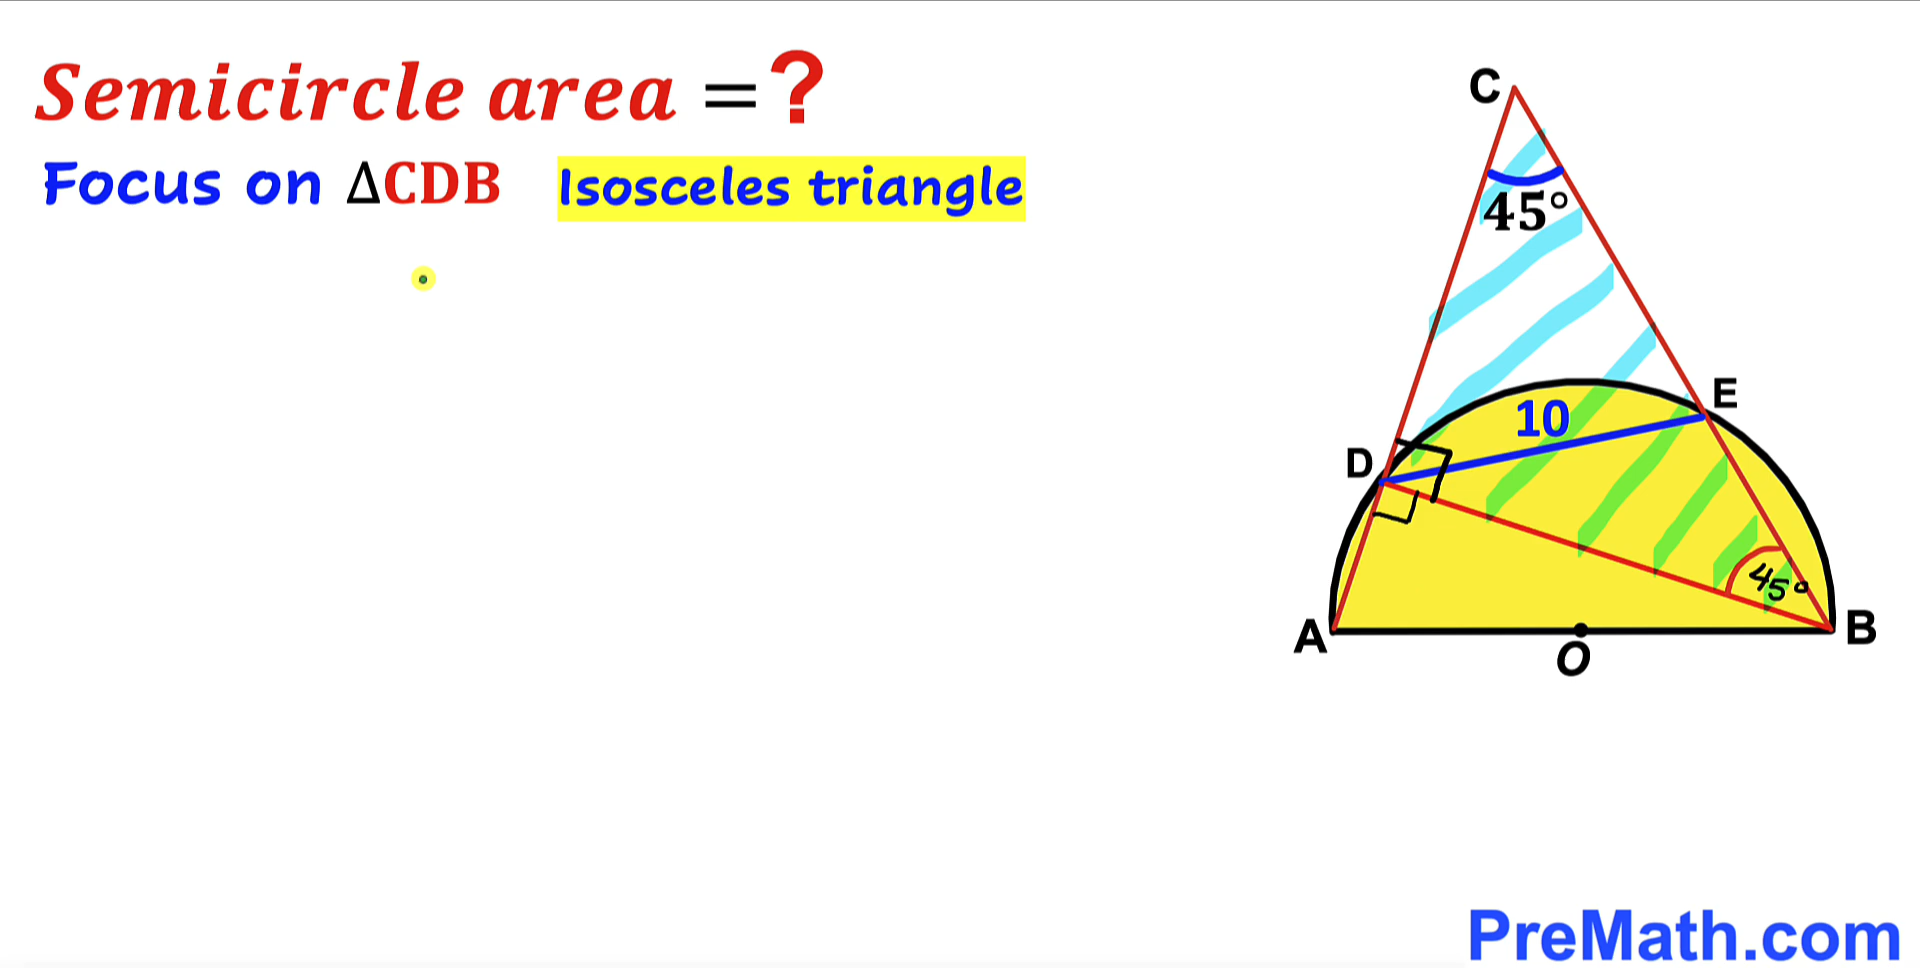 Semicircle area = ?
Focus on ΔCDB Isosceles triangle
C
45°
E
10
D
45°
A
B
O
PreMath.com